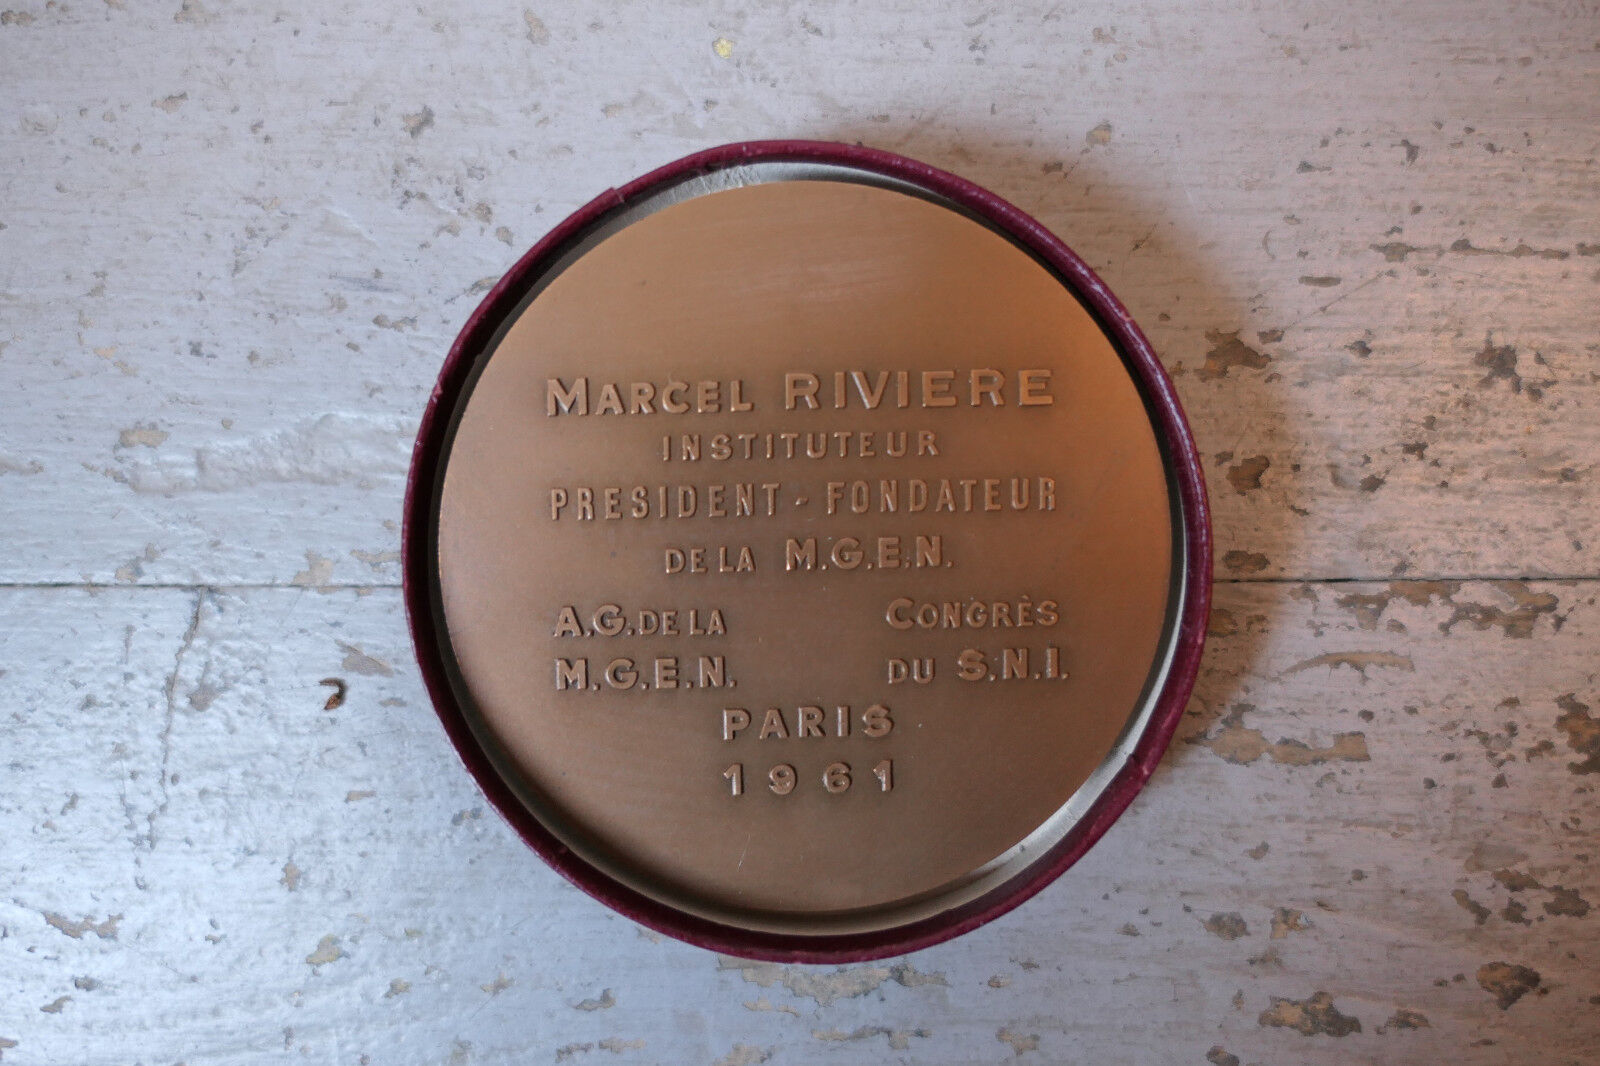 MARCEL RIVIERE
INSTITUTEUR
PRESIDENT - FONDATEUR
DE LA M.G.E.N.
A.G. DE LA
M.G.E.N.
CONGRÈS
DU S.N.I.
PARIS
1961